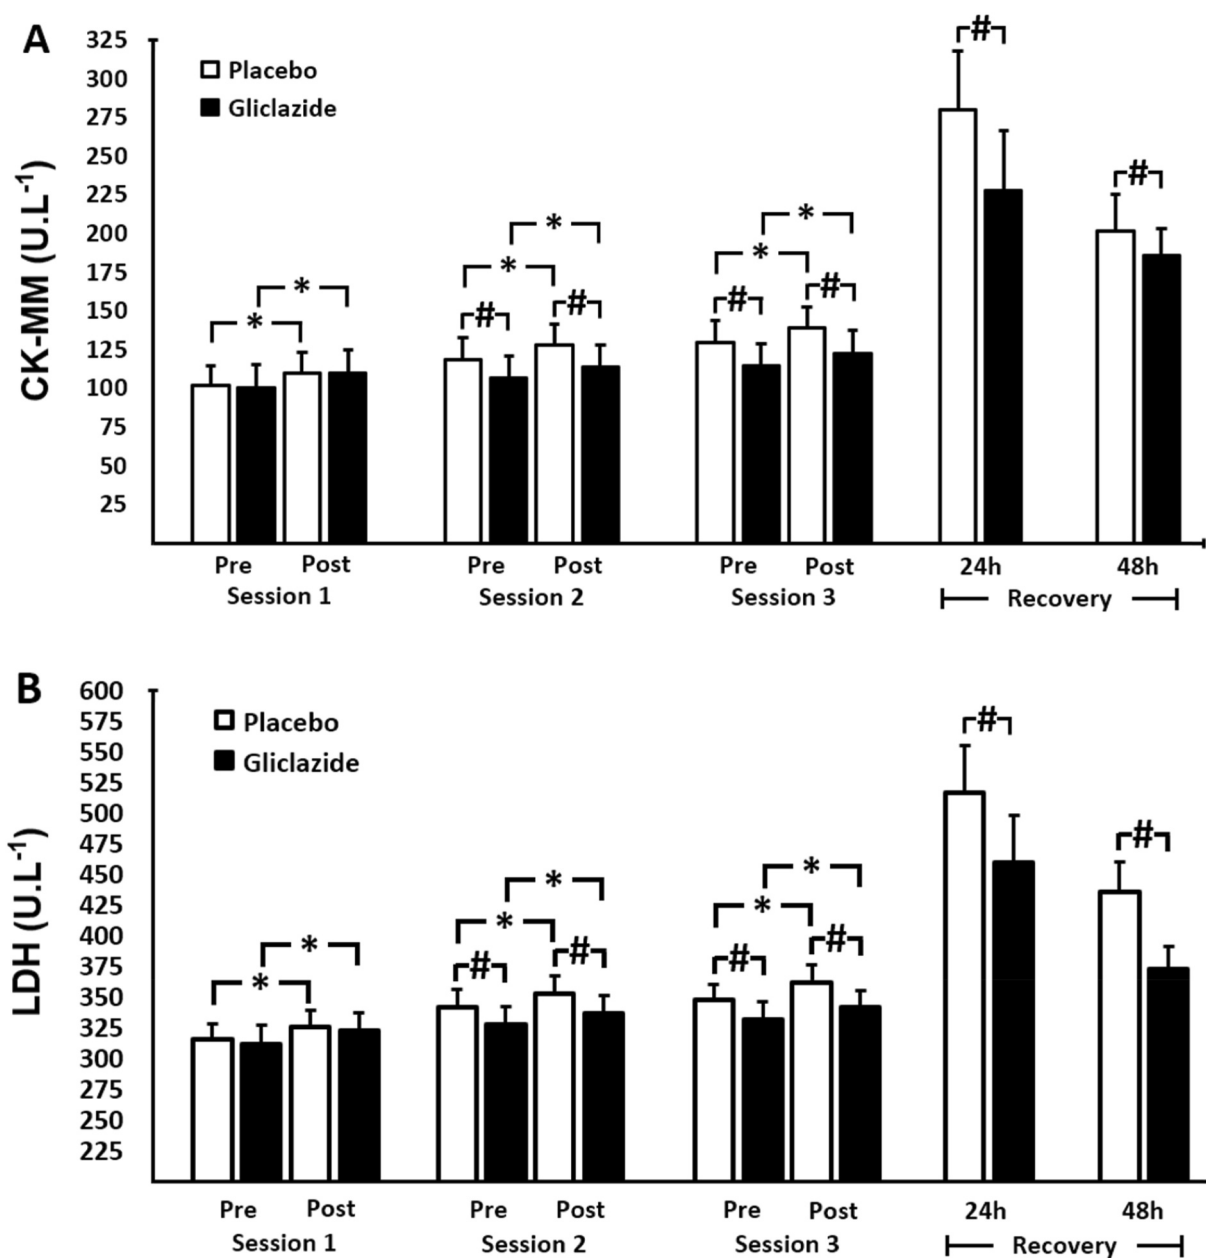 A
CK-MM (U.L-1)
325
300
275
250
225
200
175
150
125
100
75
50
25
Placebo
Gliclazide
* * # * # * # * # * # #
Pre Post Pre Post Pre Post 24h 48h
Session 1 Session 2 Session 3 Recovery
B
LDH (U.L-1)
600
575
550
525
500
475
450
425
400
375
350
325
300
275
250
225
Placebo
Gliclazide
* * # * # * # * # * # #
Pre Post Pre Post Pre Post 24h 48h
Session 1 Session 2 Session 3 Recovery